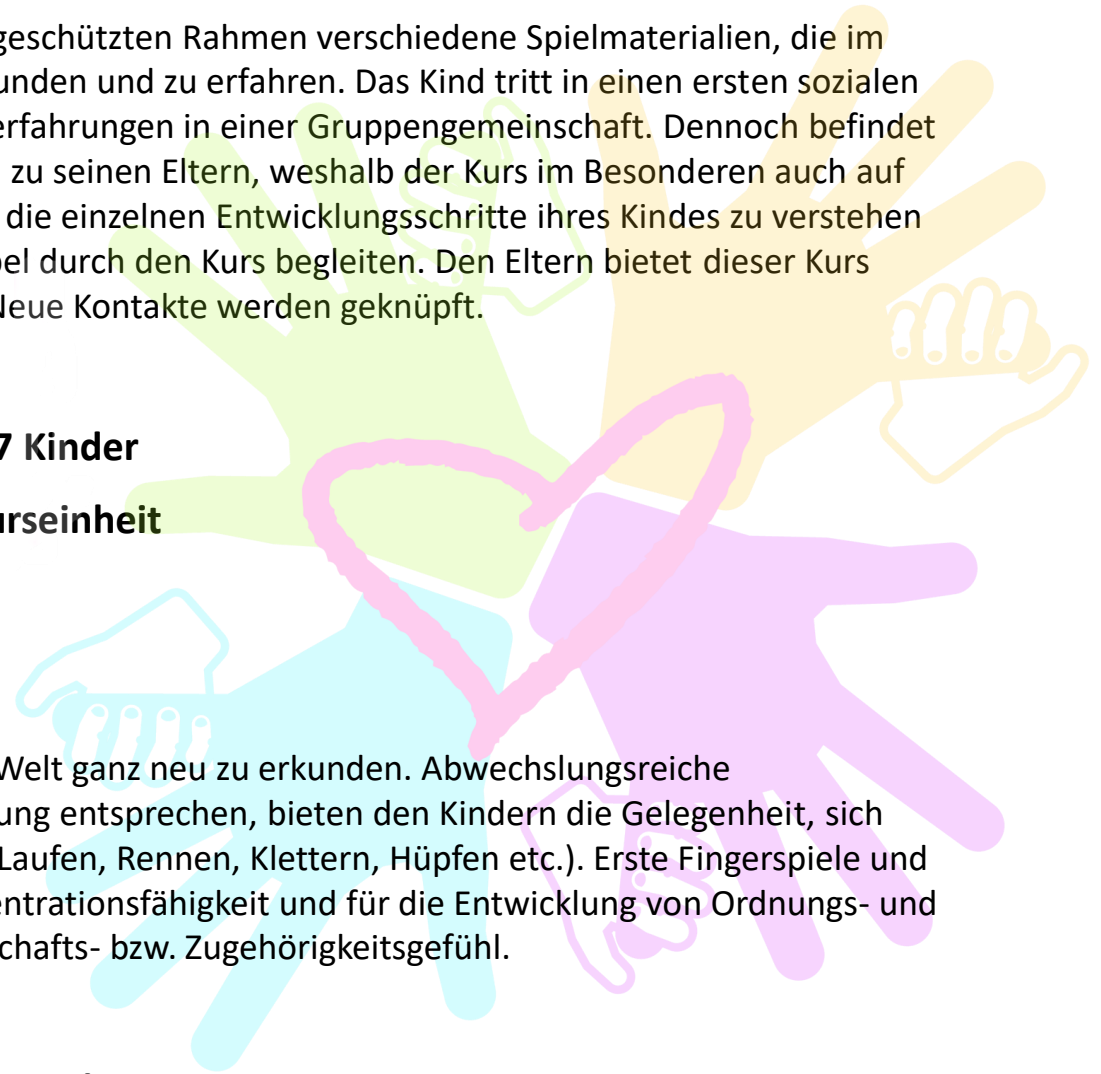 geschützten Rahmen verschiedene Spielmaterialien, die im
unden und zu erfahren. Das Kind tritt in einen ersten sozialen
erfahrungen in einer Gruppengemeinschaft. Dennoch befindet
zu seinen Eltern, weshalb der Kurs im Besonderen auch auf
die einzelnen Entwicklungsschritte ihres Kindes zu verstehen
el durch den Kurs begleiten. Den Eltern bietet dieser Kurs
Neue Kontakte werden geknüpft.
7 Kinder
urseinheit
Welt ganz neu zu erkunden. Abwechslungsreiche
ung entsprechen, bieten den Kindern die Gelegenheit, sich
Laufen, Rennen, Klettern, Hüpfen etc.). Erste Fingerspiele und
entrationsfähigkeit und für die Entwicklung von Ordnungs- und
chafts- bzw. Zugehörigkeitsgefühl.